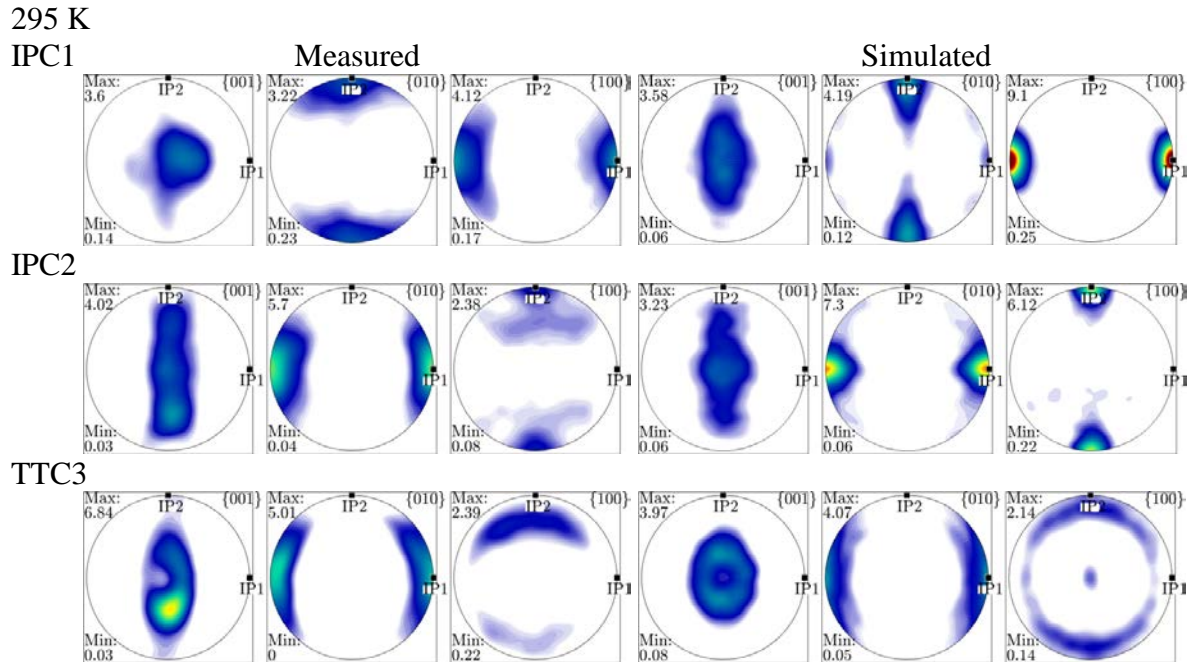 295 K
IPC1
Measured
Simulated
Max:
3.6
{001}
IP2
IP1
Min:
0.14
Max:
3.22
{010}
IP2
IP1
Min:
0.23
Max:
4.12
{100}
IP2
IP1
Min:
0.17
Max:
3.58
{001}
IP2
IP1
Min:
0.06
Max:
4.19
{010}
IP2
IP1
Min:
0.12
Max:
9.1
{100}
IP2
IP1
Min:
0.25
IPC2
Max:
4.02
{001}
IP2
IP1
Min:
0.03
Max:
5.7
{010}
IP2
IP1
Min:
0.04
Max:
2.38
{100}
IP2
IP1
Min:
0.08
Max:
3.23
{001}
IP2
IP1
Min:
0.06
Max:
7.3
{010}
IP2
IP1
Min:
0.06
Max:
6.12
{100}
IP2
IP1
Min:
0.22
TTC3
Max:
6.84
{001}
IP2
IP1
Min:
0.03
Max:
5.01
{010}
IP2
IP1
Min:
0
Max:
2.39
{100}
IP2
IP1
Min:
0.22
Max:
3.97
{001}
IP2
IP1
Min:
0.08
Max:
4.07
{010}
IP2
IP1
Min:
0.05
Max:
2.14
{100}
IP2
IP1
Min:
0.14